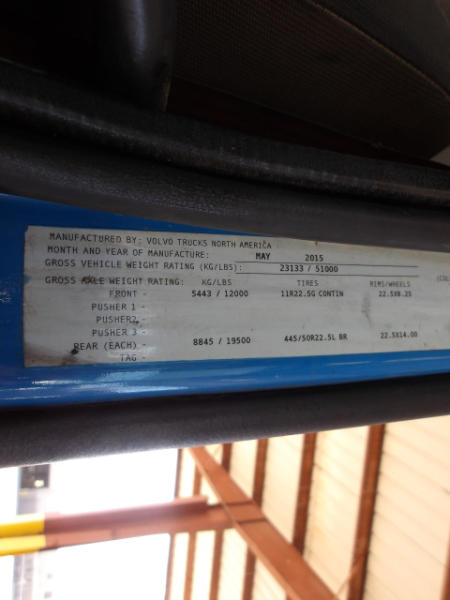 MANUFACTURED BY: VOLVO TRUCKS NORTH AMERICA
MONTH AND YEAR OF MANUFACTURE: MAY 2015
GROSS VEHICLE WEIGHT RATING (KG/LBS): 23133 / 51000
GROSS AXLE WEIGHT RATING: KG/LBS TIRES RIMS/WHEELS (COL
FRONT - 5443 / 12000 11R22.5G CONTIN 22.5X8.25
PUSHER 1 -
PUSHER2 -
PUSHER 3 -
REAR (EACH) - 8845 / 19500 445/50R22.5L BR 22.5X14.00
TAG -